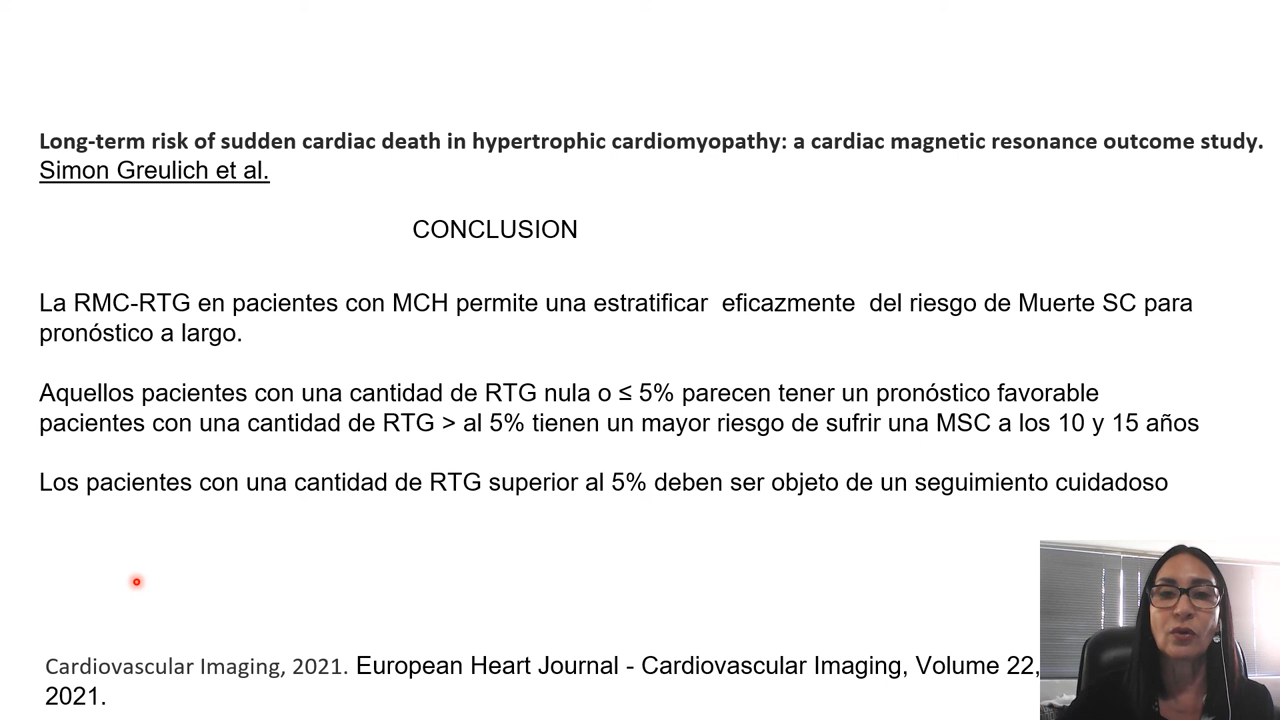 Long-term risk of sudden cardiac death in hypertrophic cardiomyopathy: a cardiac magnetic resonance outcome study.
Simon Greulich et al.
CONCLUSION
La RMC-RTG en pacientes con MCH permite una estratificar eficazmente del riesgo de Muerte SC para
pronóstico a largo.
Aquellos pacientes con una cantidad de RTG nula o ≤ 5% parecen tener un pronóstico favorable
pacientes con una cantidad de RTG > al 5% tienen un mayor riesgo de sufrir una MSC a los 10 y 15 años
Los pacientes con una cantidad de RTG superior al 5% deben ser objeto de un seguimiento cuidadoso
Cardiovascular Imaging, 2021. European Heart Journal - Cardiovascular Imaging, Volume 22,
2021.